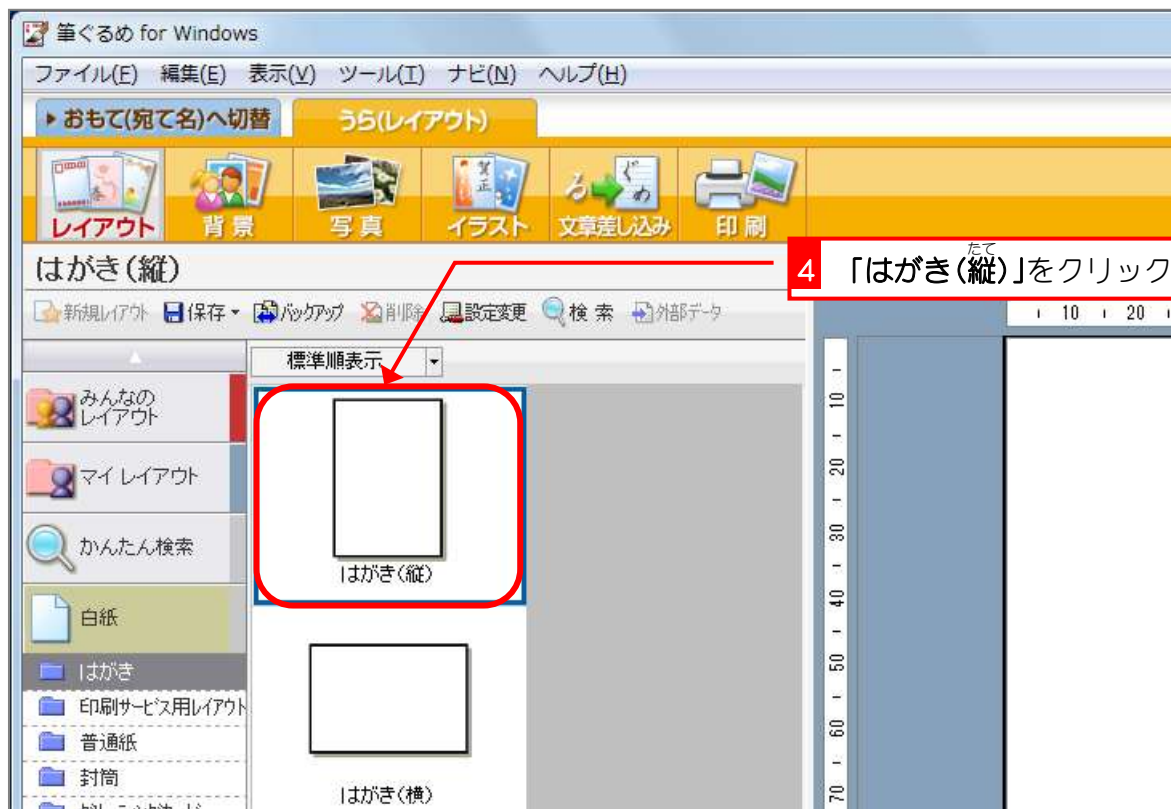 筆ぐるめ for Windows
ファイル(F) 編集(E) 表示(V) ツール(T) ナビ(N) ヘルプ(H)
おもて(宛て名)へ切替 うら(レイアウト)
レイアウト 背景 写真 イラスト 文章差し込み 印刷
はがき(縦)
4 「はがき(縦)」をクリック
たて
新規レイアウト 保存 バックアップ 削除 設定変更 検索 外部データ
10 20
標準順表示
みんなの
レイアウト
マイ レイアウト
かんたん検索
白紙
はがき
印刷サービス用レイアウト
普通紙
封筒
はがき(縦)
はがき(横)
10
20
30
40
50
60
70